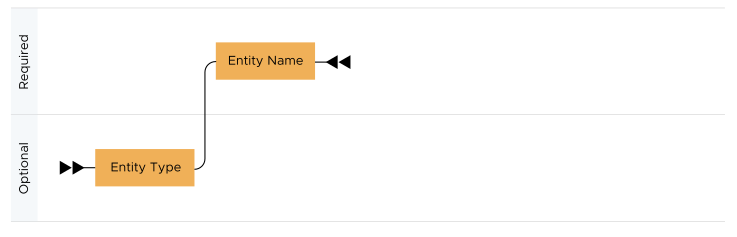 Required
Entity Name
Optional
Entity Type